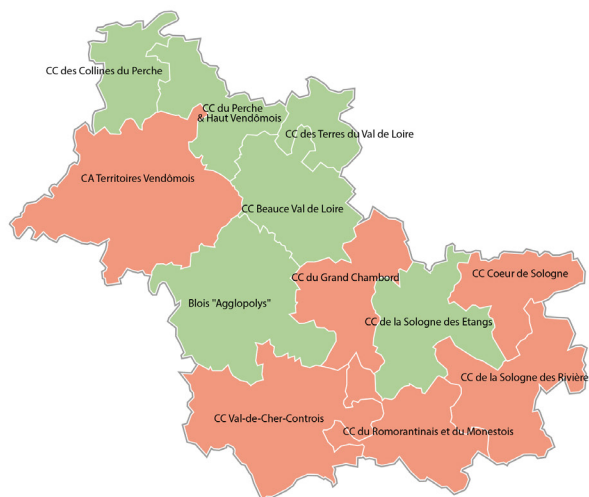 CC des Collines du Perche
CC du Perche
& Haut Vendômois
CC des Terres du Val de Loire
CA Territoires Vendômois
CC Beauce Val de Loire
CC du Grand Chambord
CC Coeur de Sologne
Blois "Agglopolys"
CC de la Sologne des Etangs
CC de la Sologne des Rivière
CC Val-de-Cher-Controis
CC du Romorantinais et du Monestois